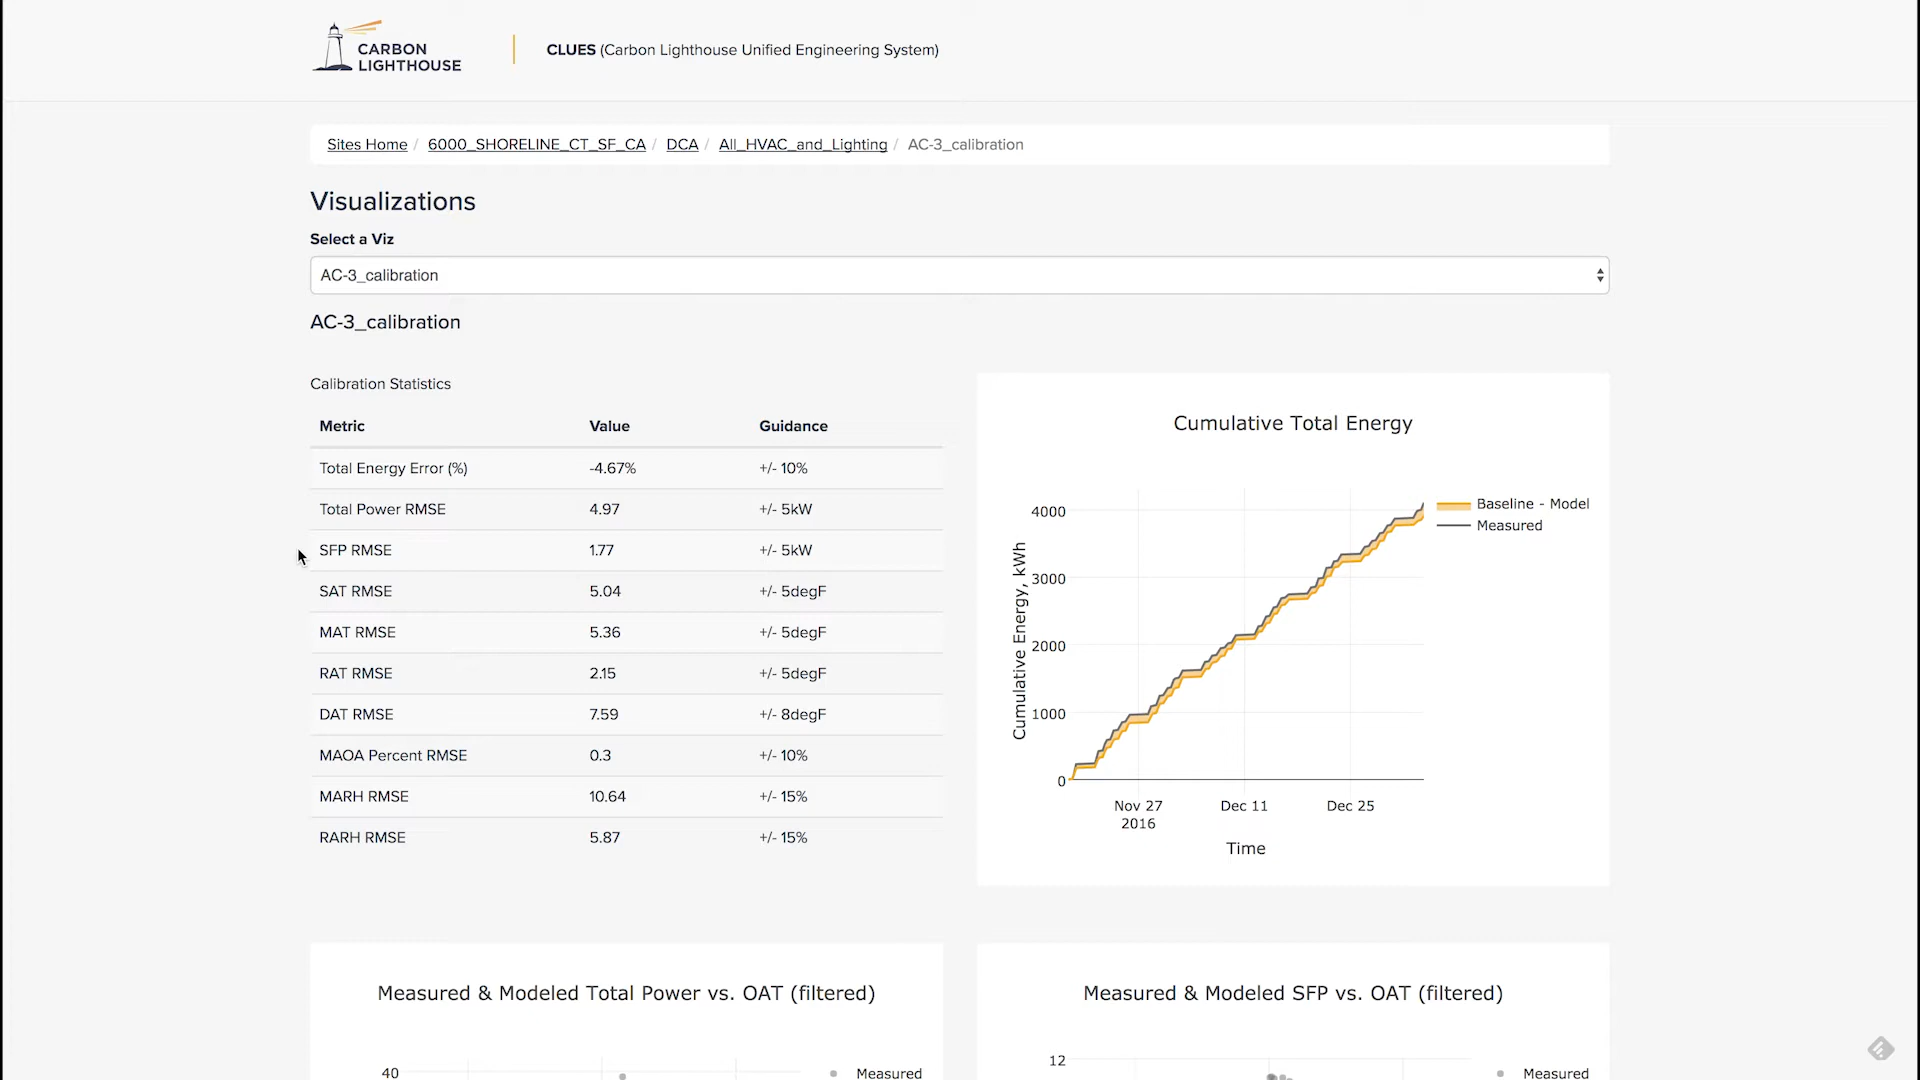 CARBON
LIGHTHOUSE
CLUES (Carbon Lighthouse Unified Engineering System)
Sites Home / 6000_SHORELINE_CT_SF_CA / DCA / All_HVAC_and_Lighting / AC-3_calibration
Visualizations
Select a Viz
AC-3_calibration
AC-3_calibration
Calibration Statistics
Metric Value Guidance
Total Energy Error (%) -4.67% +/- 10%
Total Power RMSE 4.97 +/- 5kW
SFP RMSE 1.77 +/- 5kW
SAT RMSE 5.04 +/- 5degF
MAT RMSE 5.36 +/- 5degF
RAT RMSE 2.15 +/- 5degF
DAT RMSE 7.59 +/- 8degF
MAOA Percent RMSE 0.3 +/- 10%
MARH RMSE 10.64 +/- 15%
RARH RMSE 5.87 +/- 15%
Cumulative Total Energy
Cumulative Energy, kWh
4000
3000
2000
1000
0
Nov 27
2016
Dec 11
Dec 25
Time
Baseline - Model
Measured
Measured & Modeled Total Power vs. OAT (filtered)
40
Measured
Measured & Modeled SFP vs. OAT (filtered)
12
Measured